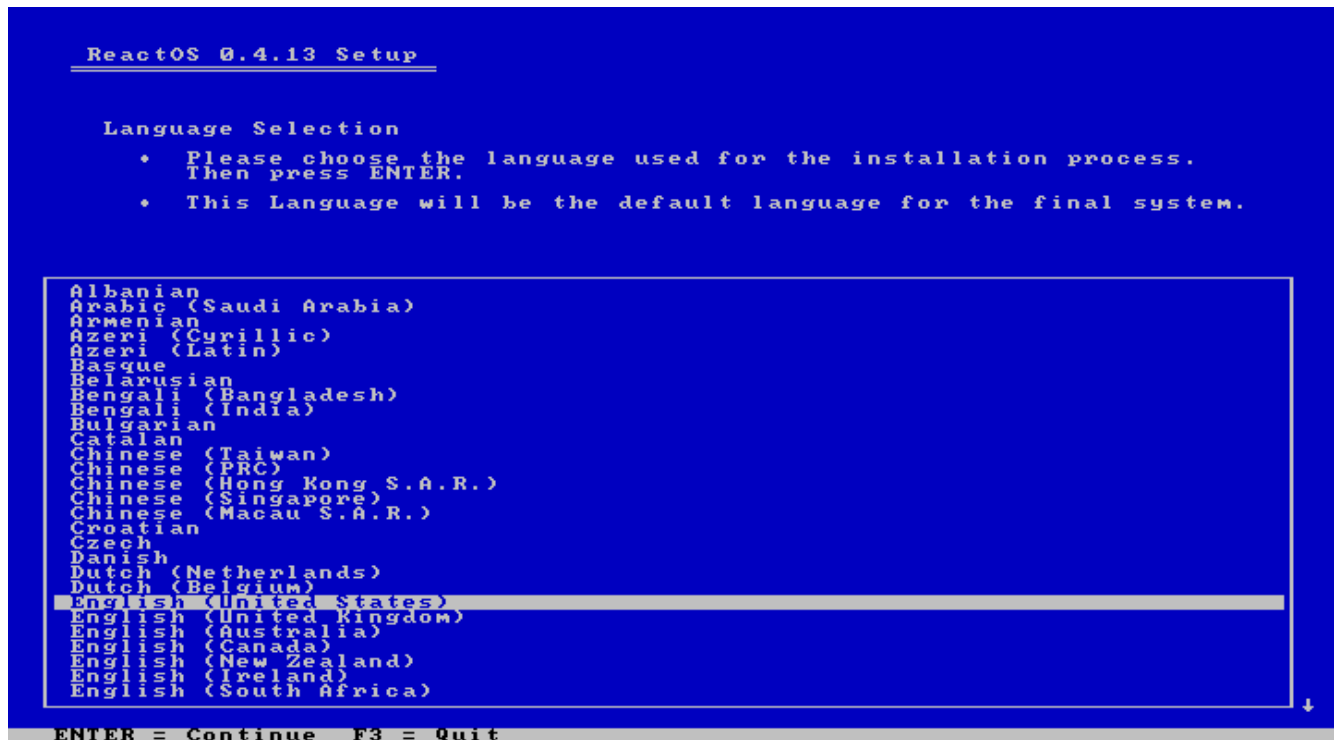 ReactOS 0.4.13 Setup
Language Selection
• Please choose the language used for the installation process.
Then press ENTER.
• This Language will be the default language for the final system.
Albanian
Arabic (Saudi Arabia)
Armenian
Azeri (Cyrillic)
Azeri (Latin)
Basque
Belarusian
Bengali (Bangladesh)
Bengali (India)
Bulgarian
Catalan
Chinese (Taiwan)
Chinese (PRC)
Chinese (Hong Kong S.A.R.)
Chinese (Singapore)
Chinese (Macau S.A.R.)
Croatian
Czech
Danish
Dutch (Netherlands)
Dutch (Belgium)
English (United States)
English (United Kingdom)
English (Australia)
English (Canada)
English (New Zealand)
English (Ireland)
English (South Africa)
ENTER = Continue F3 = Quit